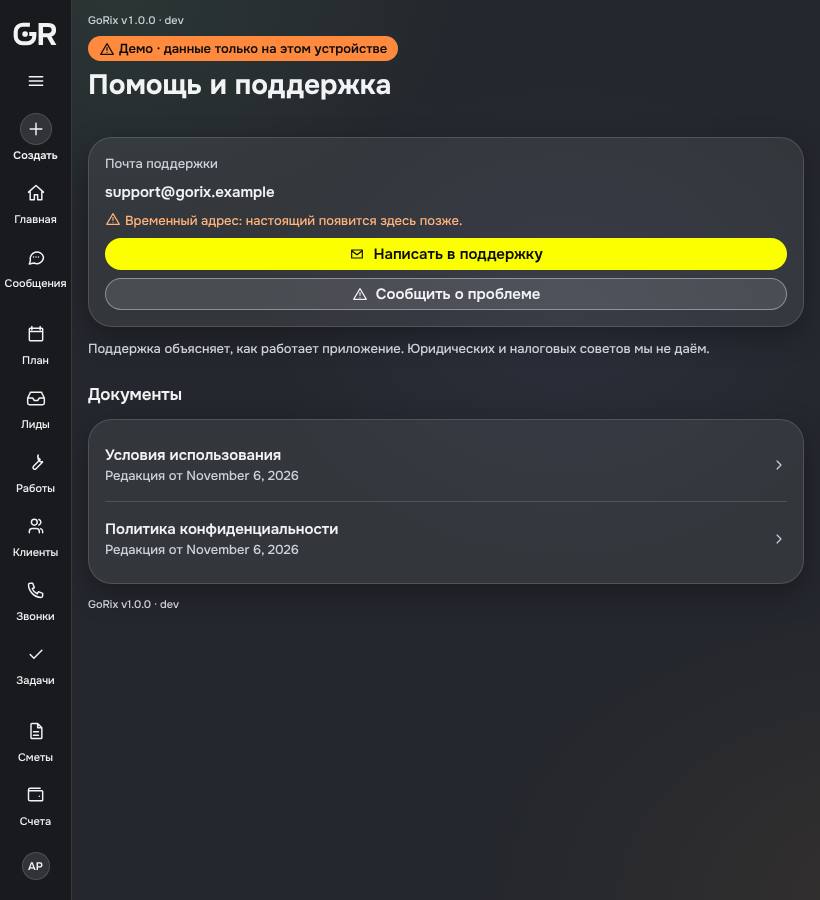 GR
GoRix v1.0.0 · dev
Демо · данные только на этом устройстве
Помощь и поддержка
Создать
Главная
Сообщения
План
Лиды
Работы
Клиенты
Звонки
Задачи
Сметы
Счета
AP
Почта поддержки
support@gorix.example
Временный адрес: настоящий появится здесь позже.
Написать в поддержку
Сообщить о проблеме
Поддержка объясняет, как работает приложение. Юридических и налоговых советов мы не даём.
Документы
Условия использования
Редакция от November 6, 2026
Политика конфиденциальности
Редакция от November 6, 2026
GoRix v1.0.0 · dev